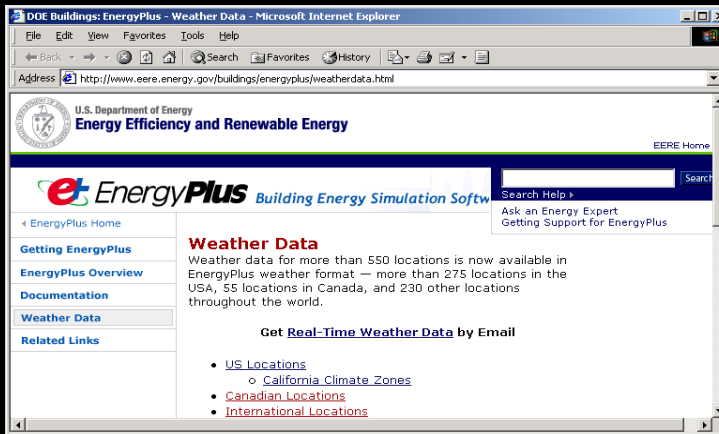 DOE Buildings: EnergyPlus - Weather Data - Microsoft Internet Explorer
File Edit View Favorites Tools Help
Back Search Favorites History
Address http://www.eere.energy.gov/buildings/energyplus/weatherdata.html
U.S. Department of Energy
Energy Efficiency and Renewable Energy
EERE Home
e+ EnergyPlus Building Energy Simulation Softw
Search
Search Help
Ask an Energy Expert
Getting Support for EnergyPlus
EnergyPlus Home
Getting EnergyPlus
EnergyPlus Overview
Documentation
Weather Data
Related Links
Weather Data
Weather data for more than 550 locations is now available in
EnergyPlus weather format — more than 275 locations in the
USA, 55 locations in Canada, and 230 other locations
throughout the world.
Get Real-Time Weather Data by Email
• US Locations
o California Climate Zones
• Canadian Locations
• International Locations